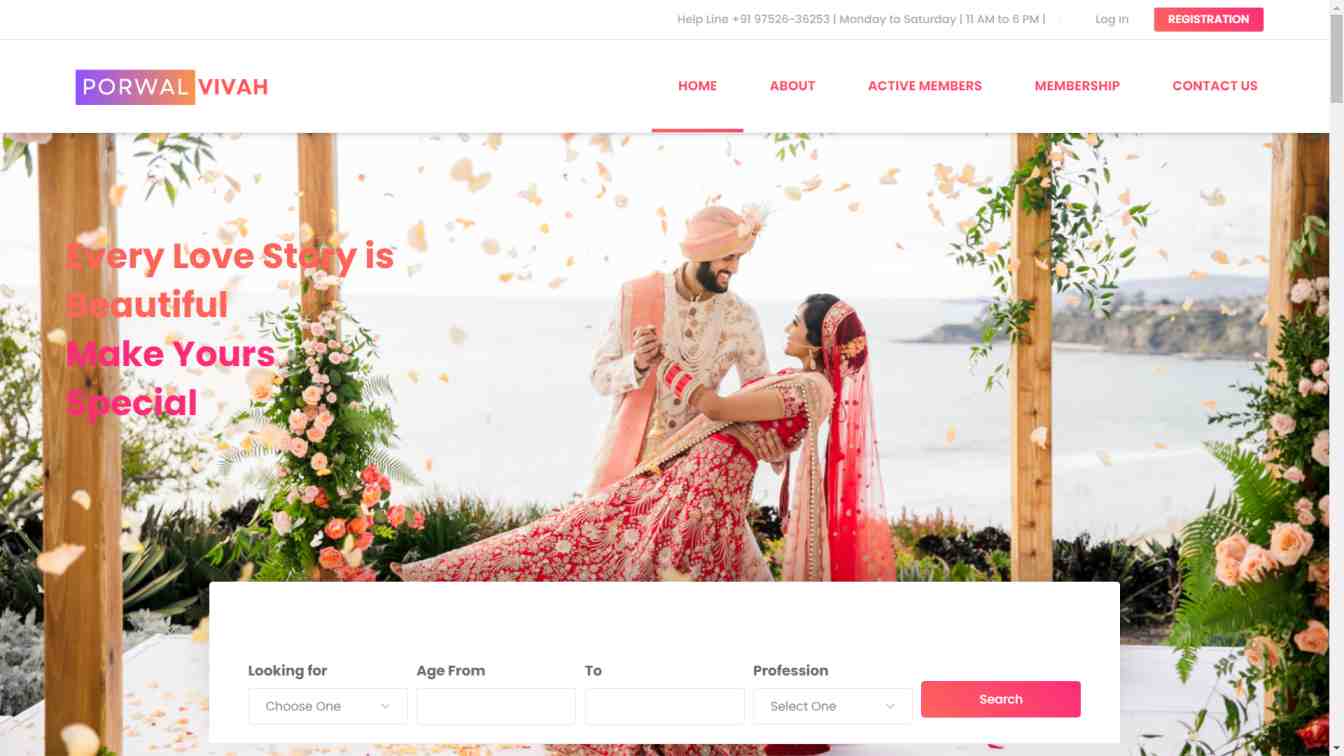 Help Line +91 97526-36253 | Monday to Saturday | 11 AM to 6 PM |
Log in
REGISTRATION
PORWAL VIVAH
HOME
ABOUT
ACTIVE MEMBERS
MEMBERSHIP
CONTACT US
Every Love Story is
Beautiful
Make Yours
Special
Looking for
Age From
To
Profession
Choose One
Select One
Search